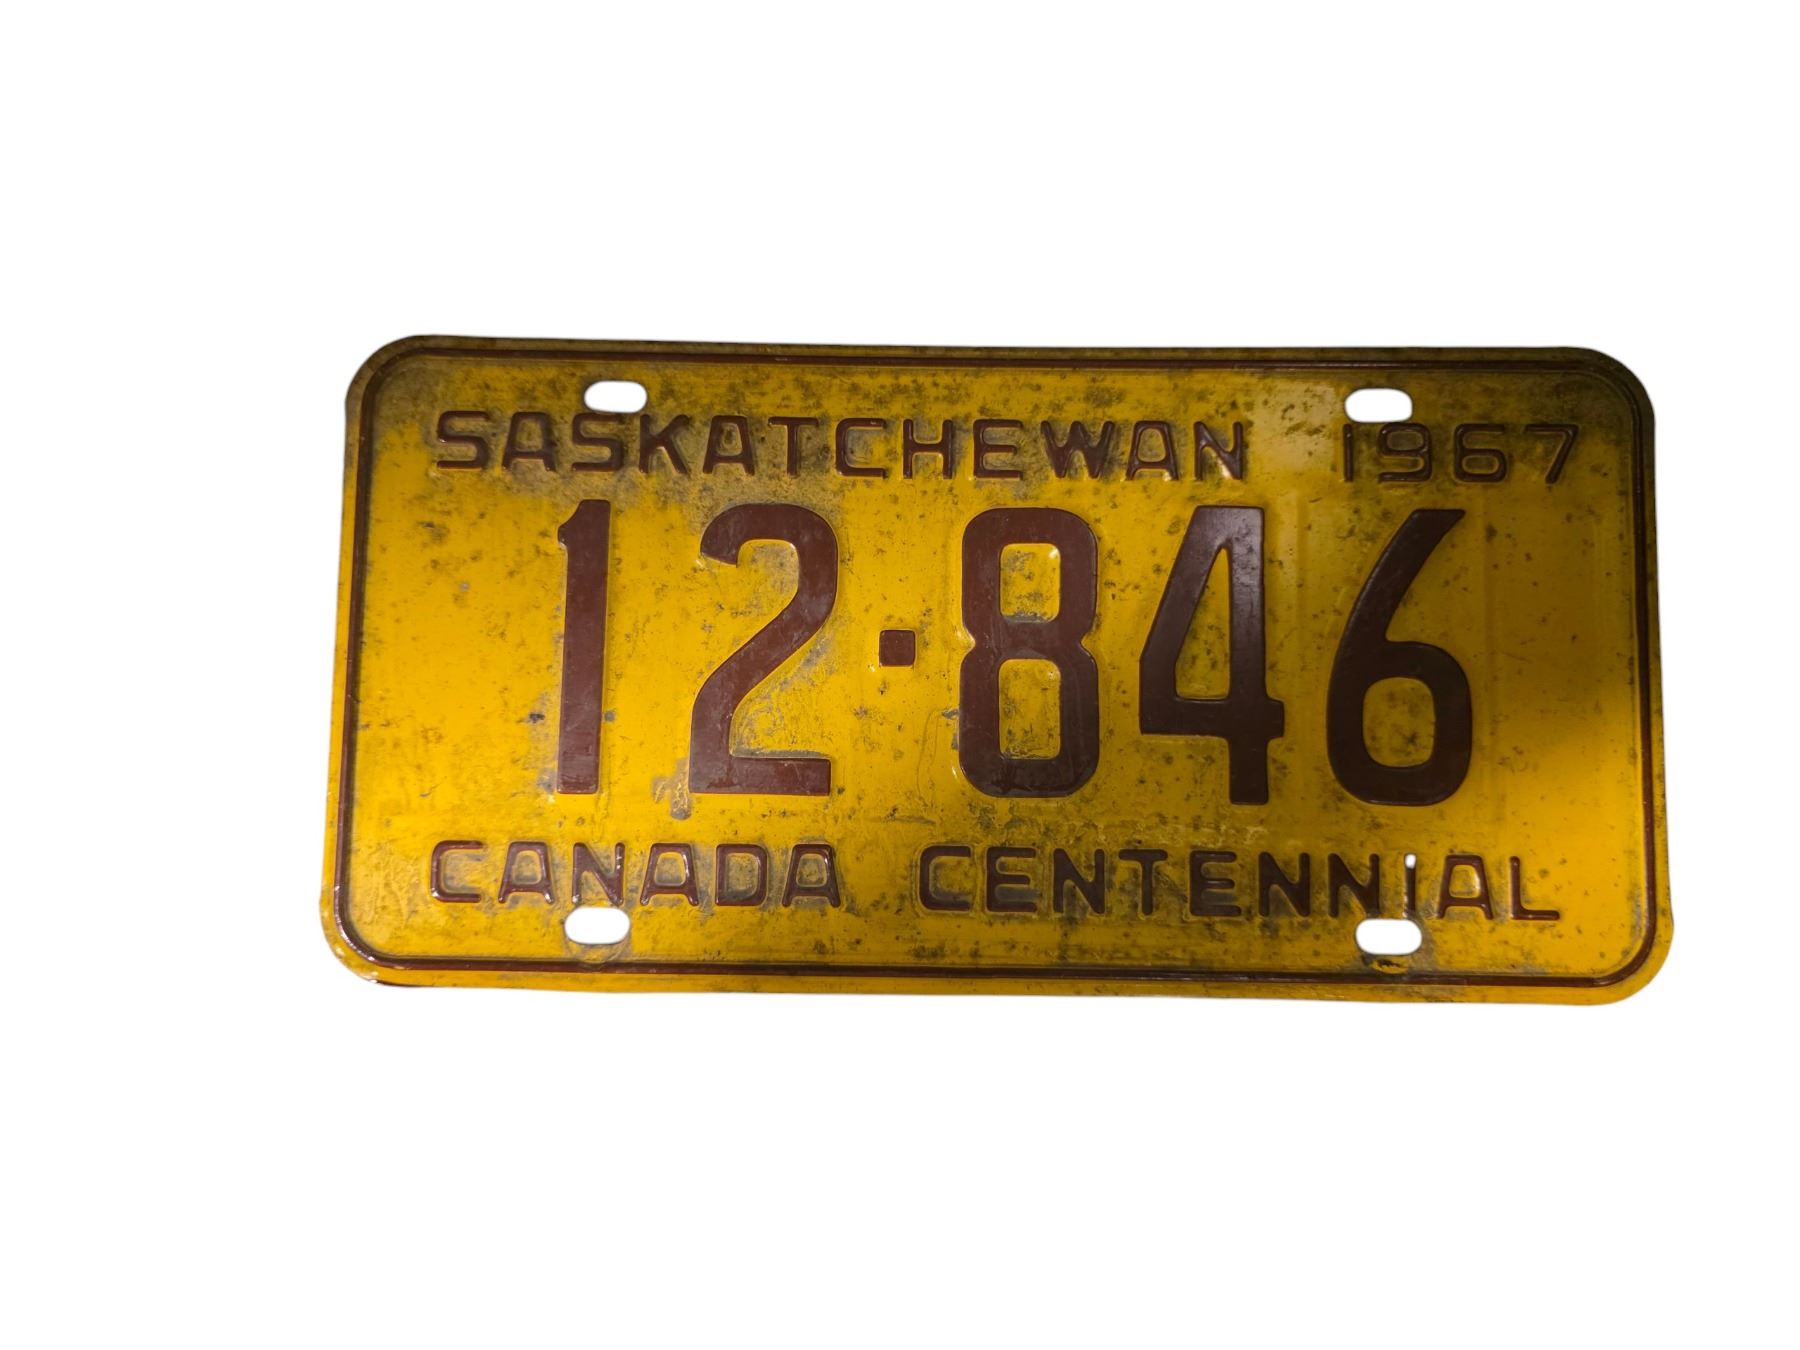 SASKATCHEWAN 1967
12·846
CANADA CENTENNIAL